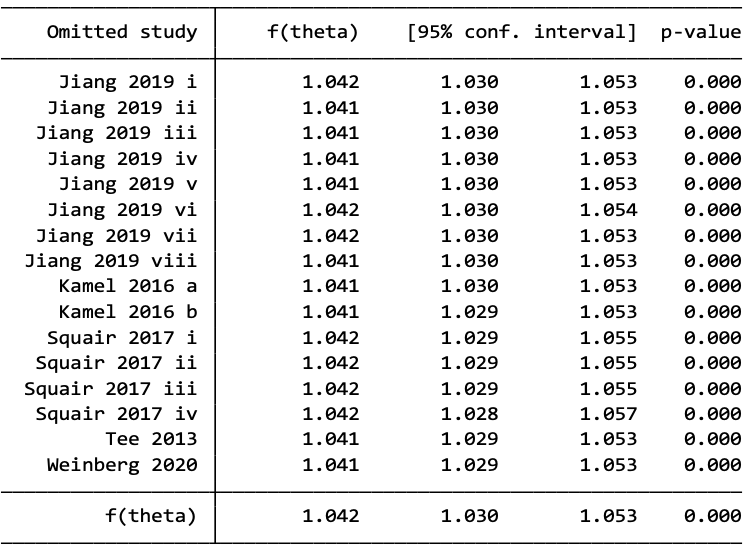 Omitted study f(theta) [95% conf. interval] p-value
Jiang 2019 i 1.042 1.030 1.053 0.000
Jiang 2019 ii 1.041 1.030 1.053 0.000
Jiang 2019 iii 1.041 1.030 1.053 0.000
Jiang 2019 iv 1.041 1.030 1.053 0.000
Jiang 2019 v 1.041 1.030 1.053 0.000
Jiang 2019 vi 1.042 1.030 1.054 0.000
Jiang 2019 vii 1.042 1.030 1.053 0.000
Jiang 2019 viii 1.041 1.030 1.053 0.000
Kamel 2016 a 1.041 1.030 1.053 0.000
Kamel 2016 b 1.041 1.029 1.053 0.000
Squair 2017 i 1.042 1.029 1.055 0.000
Squair 2017 ii 1.042 1.029 1.055 0.000
Squair 2017 iii 1.042 1.029 1.055 0.000
Squair 2017 iv 1.042 1.028 1.057 0.000
Tee 2013 1.041 1.029 1.053 0.000
Weinberg 2020 1.041 1.029 1.053 0.000
f(theta) 1.042 1.030 1.053 0.000